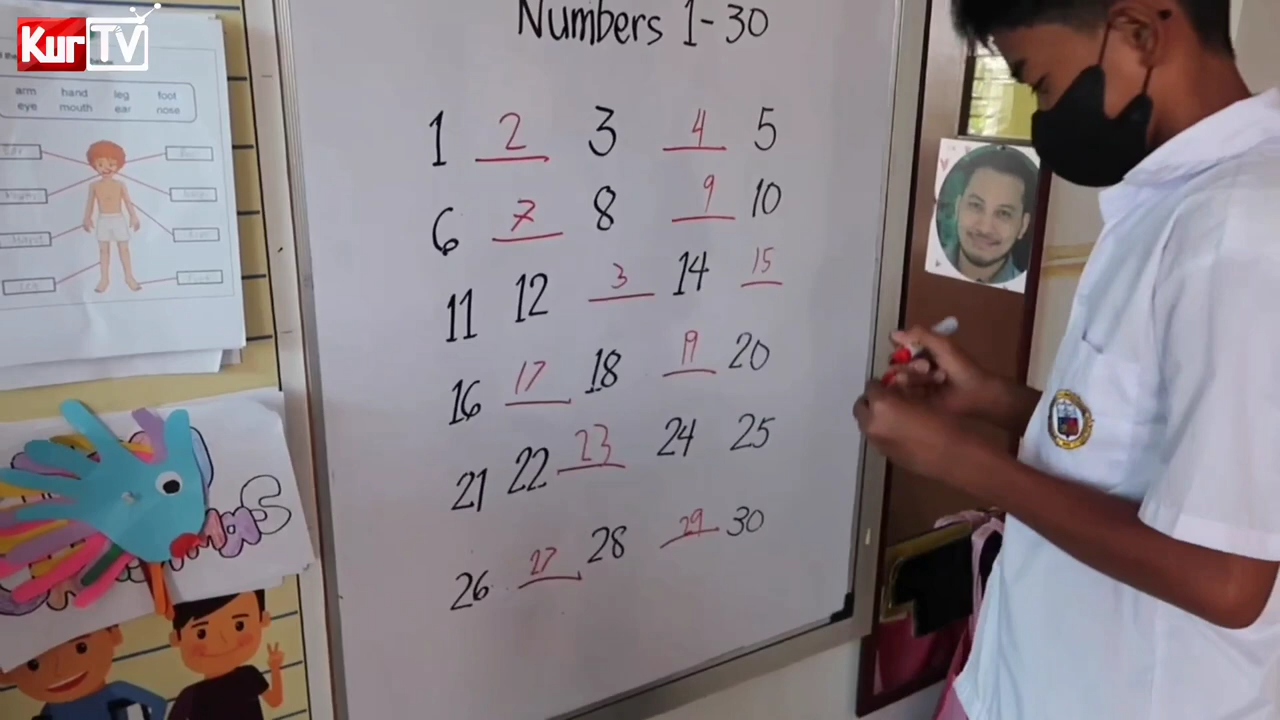 KurTV
arm hand leg foot
eye mouth ear nose
Numbers 1-30
1 2 3 4 5
6 7 8 9 10
11 12 3 14 15
16 17 18 19 20
21 22 23 24 25
26 27 28 29 30